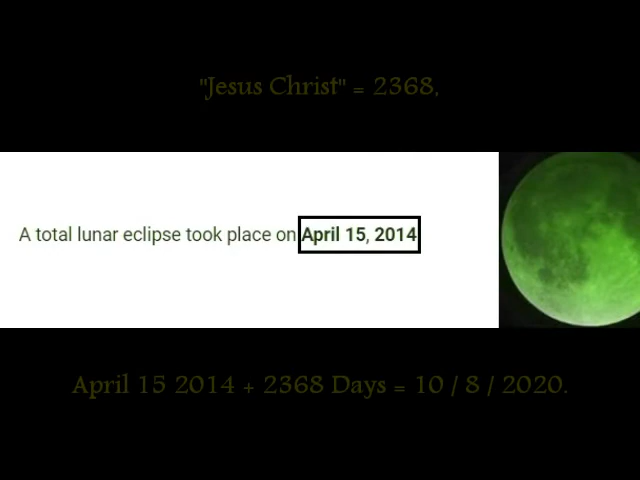 "Jesus Christ" = 2368.
A total lunar eclipse took place on April 15, 2014
April 15 2014 + 2368 Days = 10 / 8 / 2020.